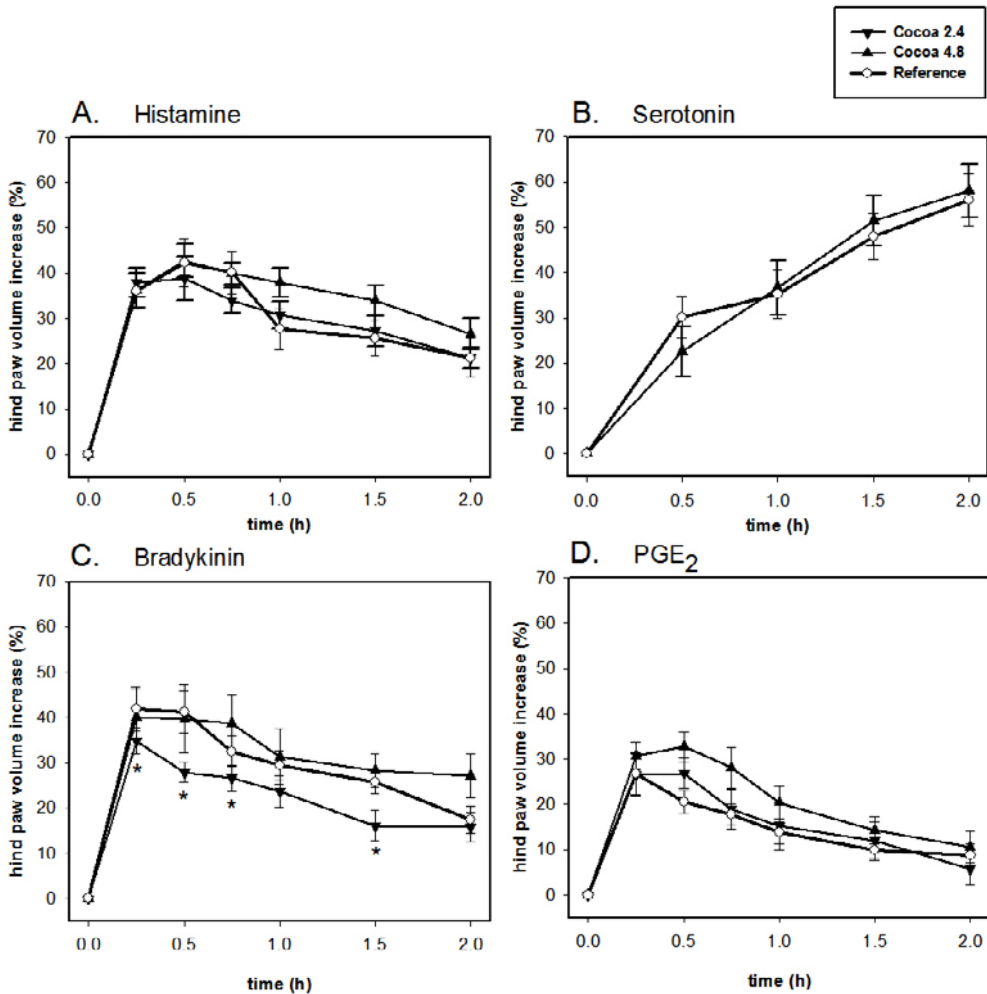 Cocoa 2.4
Cocoa 4.8
Reference
A. Histamine
70
60
50
40
30
20
10
0
hind paw volume increase (%)
0.0 0.5 1.0 1.5 2.0
time (h)
B. Serotonin
70
60
50
40
30
20
10
0
hind paw volume increase (%)
0.0 0.5 1.0 1.5 2.0
time (h)
C. Bradykinin
70
60
50
40
30
20
10
0
hind paw volume increase (%)
* * * *
0.0 0.5 1.0 1.5 2.0
time (h)
D. PGE2
70
60
50
40
30
20
10
0
hind paw volume increase (%)
0.0 0.5 1.0 1.5 2.0
time (h)